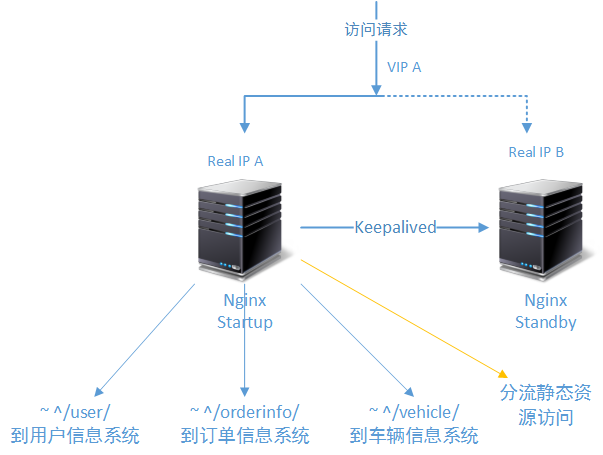 访问请求
VIP A
Real IP A
Real IP B
Keepalived
Nginx
Startup
Nginx
Standby
~ ^/user/
到用户信息系统
~ ^/orderinfo/
到订单信息系统
~ ^/vehicle/
到车辆信息系统
分流静态资
源访问